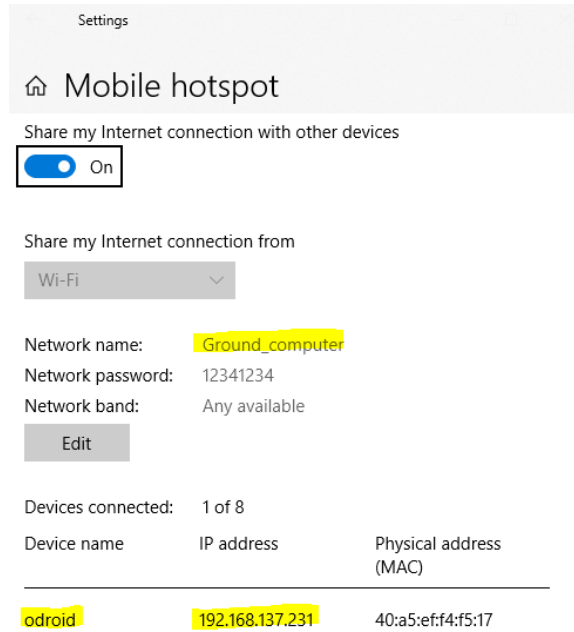 Settings
Mobile hotspot
Share my Internet connection with other devices
On
Share my Internet connection from
Wi-Fi
Network name: Ground_computer
Network password: 12341234
Network band: Any available
Edit
Devices connected: 1 of 8
Device name IP address Physical address
(MAC)
odroid 192.168.137.231 40:a5:ef:f4:f5:17